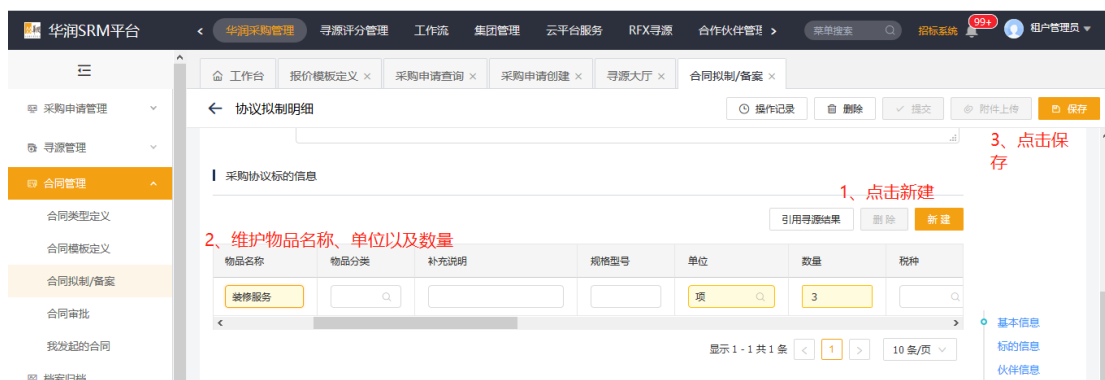 华润SRM平台
华润采购管理 寻源评分管理 工作流 集团管理 云平台服务 RFX寻源 合作伙伴管理
菜单搜索
招标系统 99+ 租户管理员
工作台 报价模板定义 × 采购申请查询 × 采购申请创建 × 寻源大厅 × 合同拟制/备案 ×
采购申请管理
寻源管理
合同管理
合同类型定义
合同模板定义
合同拟制/备案
合同审批
我发起的合同
档案归档
← 协议拟制明细
操作记录 删除 提交 附件上传 保存
3、点击保
存
采购协议标的信息
1、点击新建
引用寻源结果 删除 新建
2、维护物品名称、单位以及数量
物品名称 物品分类 补充说明 规格型号 单位 数量 税种
装修服务 项 3
显示 1 - 1 共 1 条 < 1 > 10 条/页
基本信息
标的信息
伙伴信息